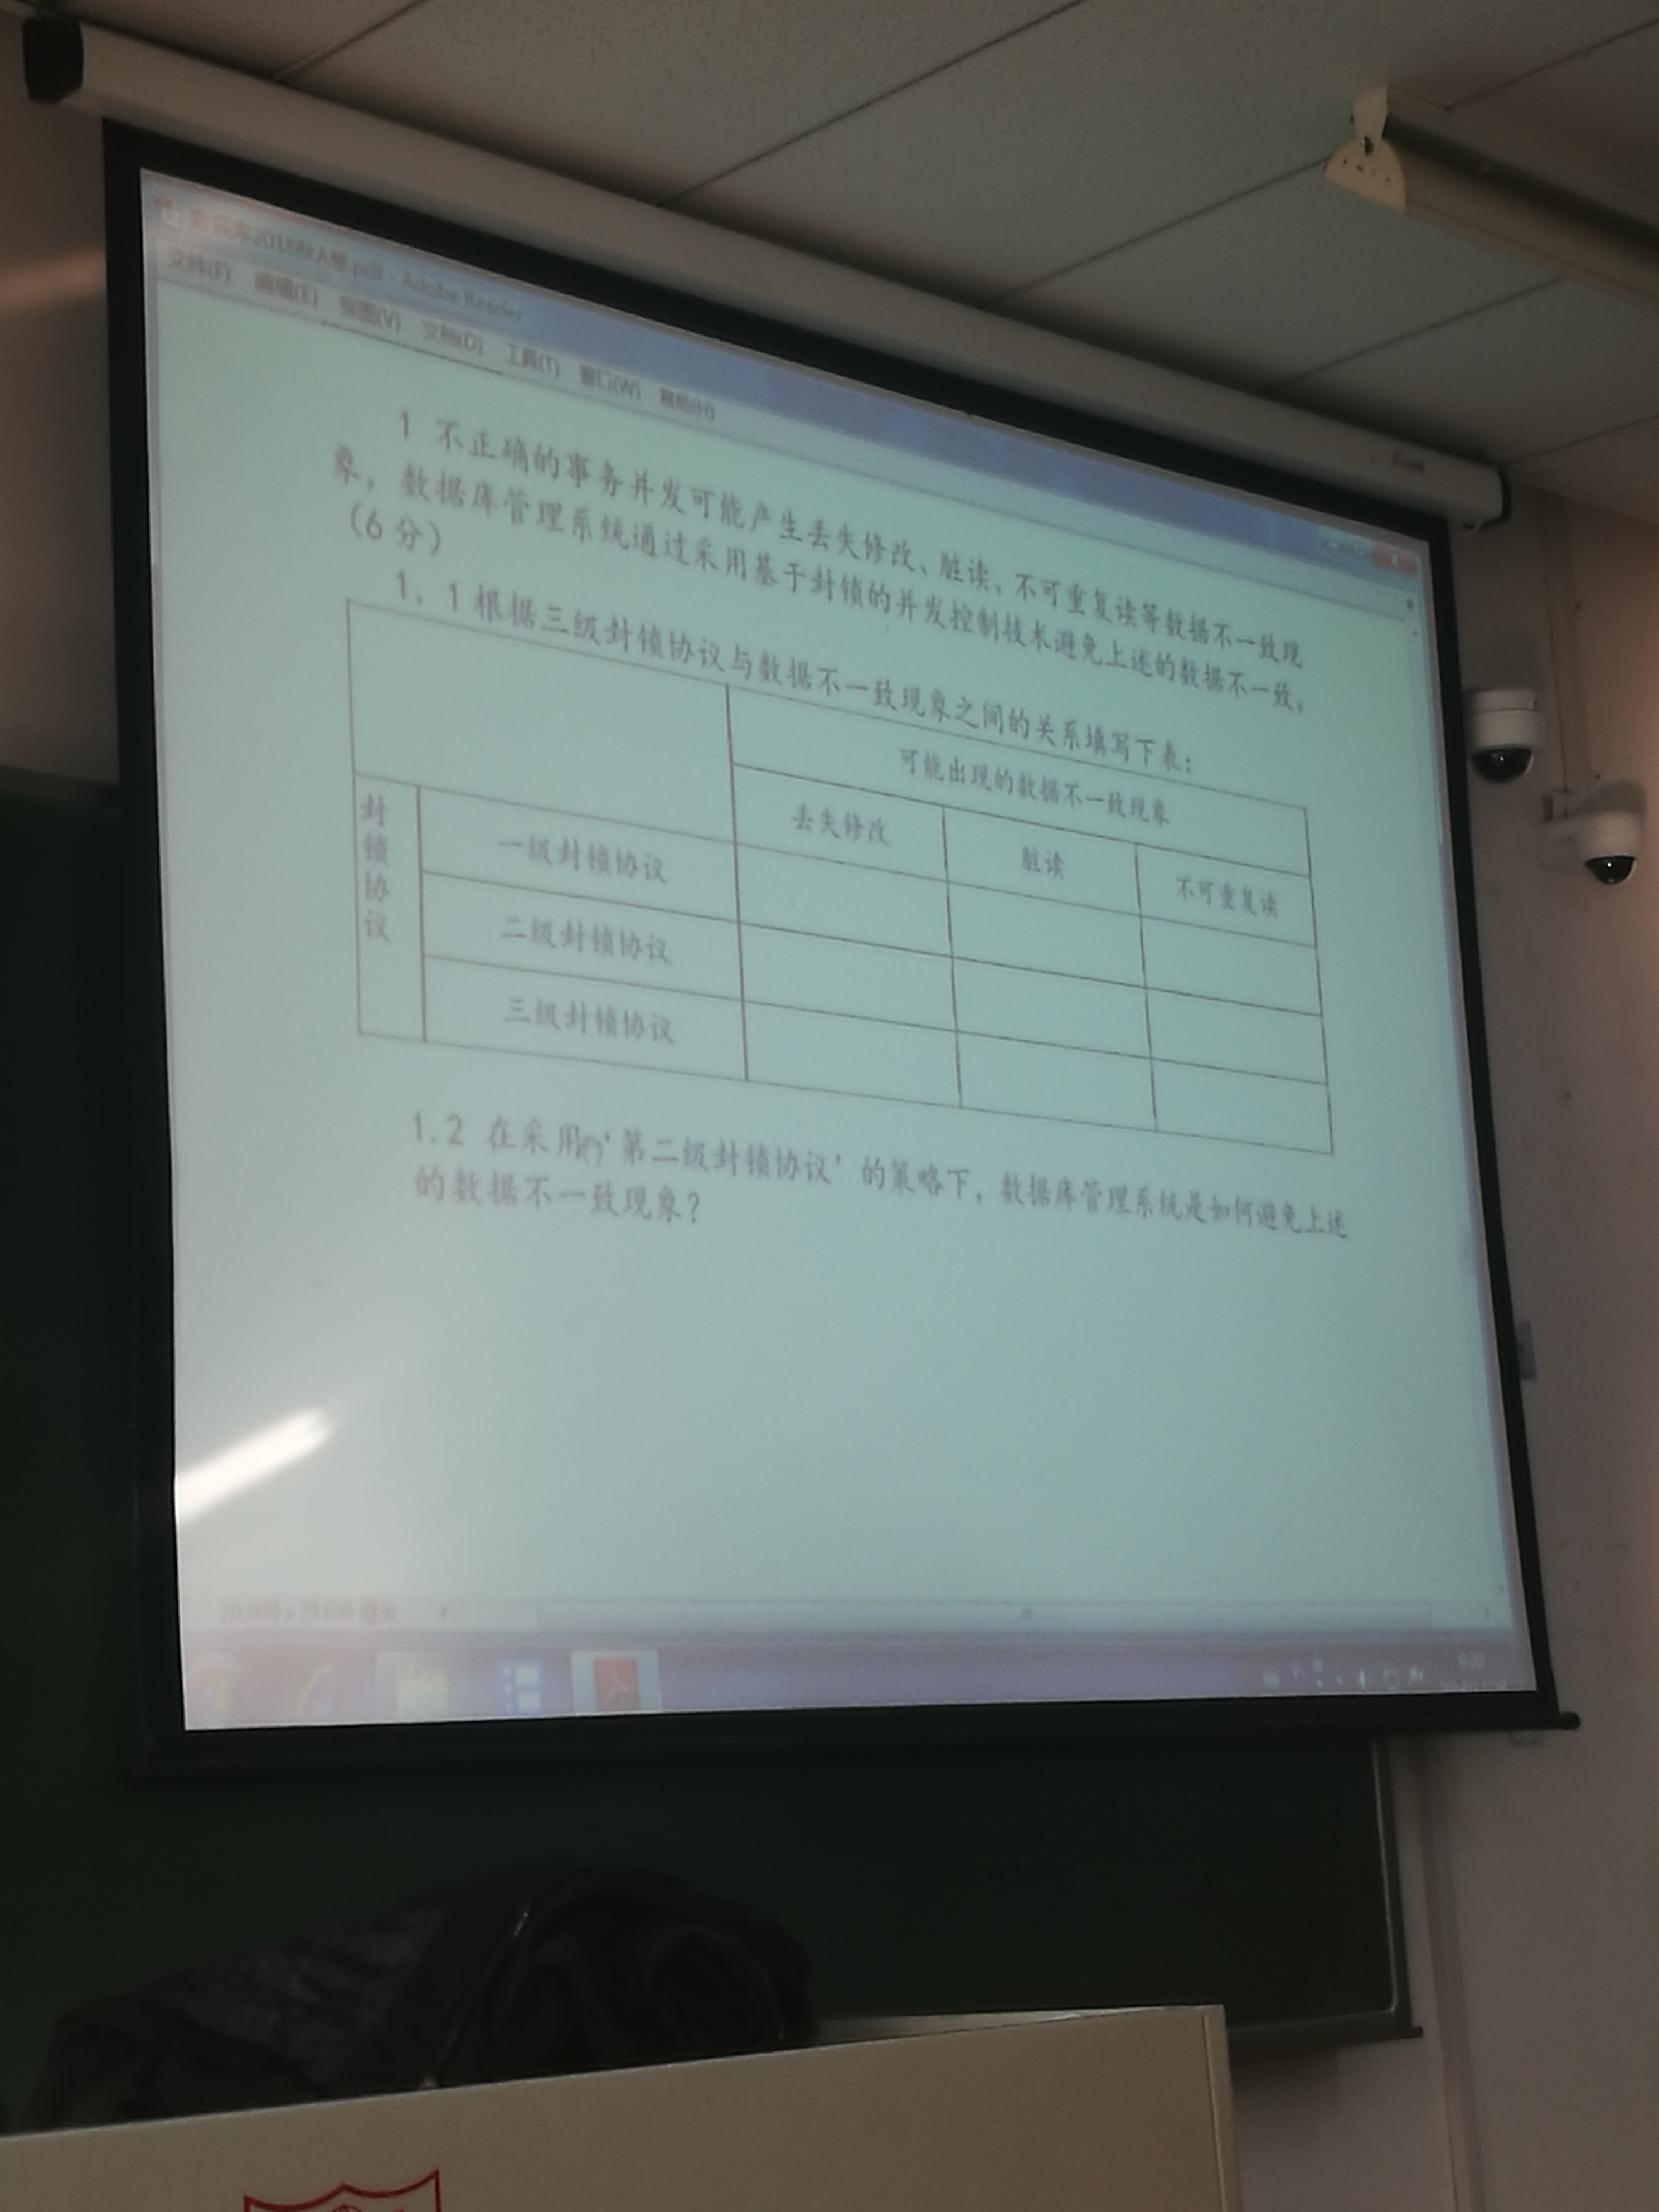 2016秋A卷.pdf - Adobe Reader
文件(F) 编辑(E) 视图(V) 文档(D) 工具(T) 窗口(W) 帮助(H)
1 不正确的事务并发可能产生丢失修改、脏读、不可重复读等数据不一致现
象，数据库管理系统通过采用基于封锁的并发控制技术避免上述的数据不一致。
（6 分）
1. 1 根据三级封锁协议与数据不一致现象之间的关系填写下表：
可能出现的数据不一致现象
丢失修改 脏读 不可重复读
封锁协议
一级封锁协议
二级封锁协议
三级封锁协议
1.2 在采用‘第二级封锁协议’的策略下，数据库管理系统是如何避免上述
的数据不一致现象？